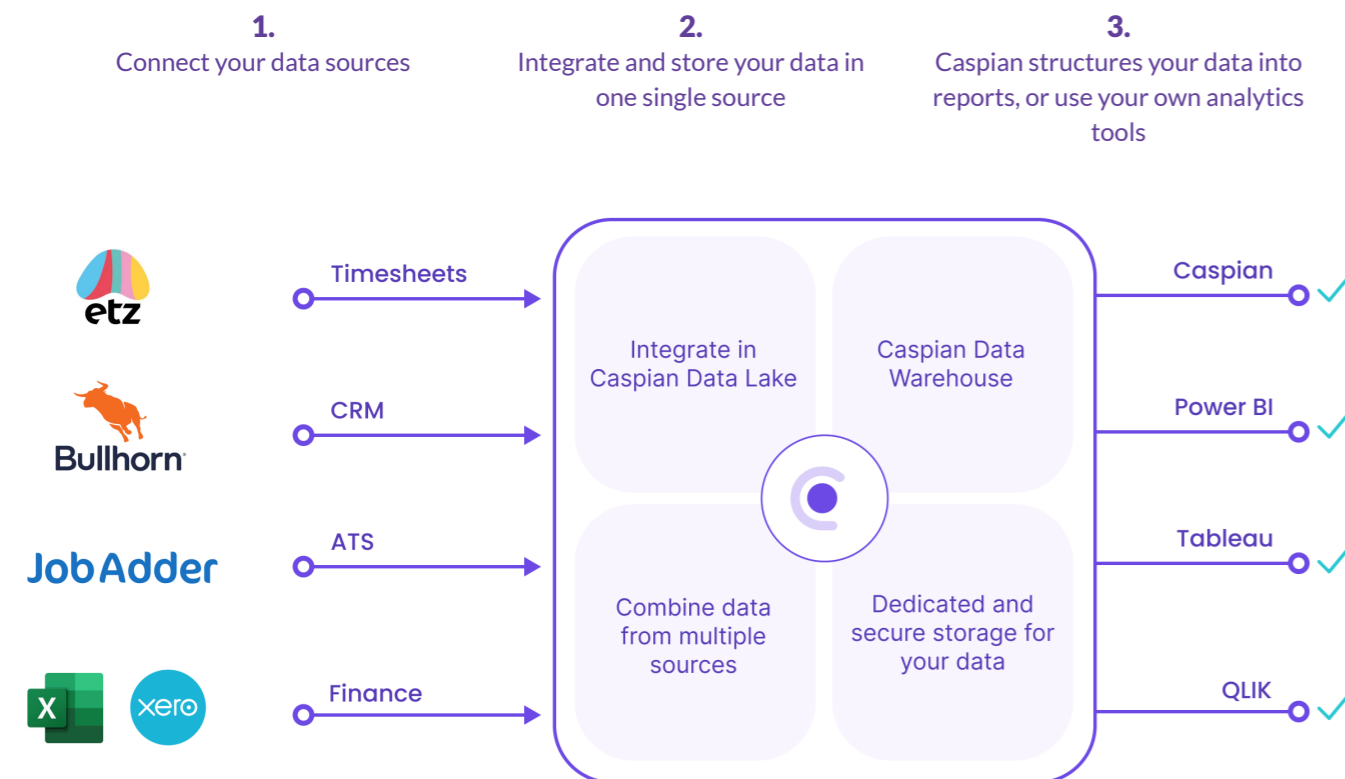 1.
Connect your data sources
2.
Integrate and store your data in
one single source
3.
Caspian structures your data into
reports, or use your own analytics
tools
etz
Timesheets
Bullhorn
CRM
JobAdder
ATS
X
xero
Finance
Integrate in
Caspian Data Lake
Caspian Data
Warehouse
Combine data
from multiple
sources
Dedicated and
secure storage for
your data
Caspian
Power BI
Tableau
QLIK